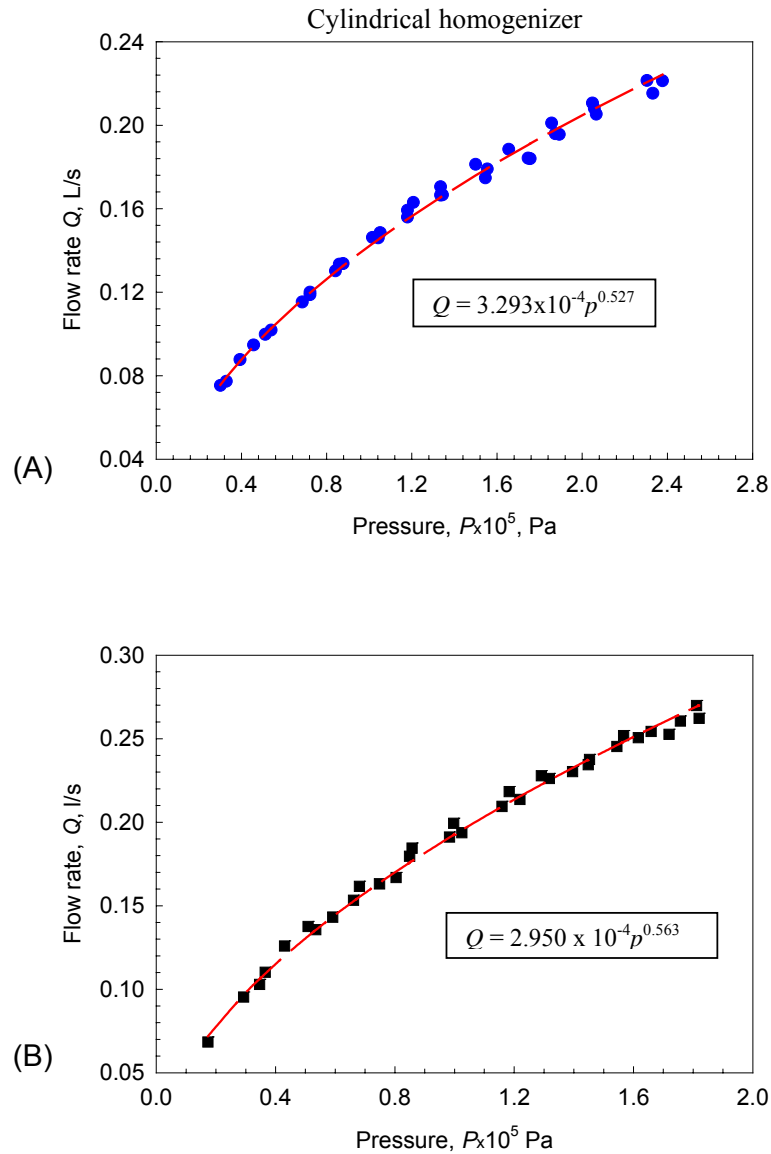 Cylindrical homogenizer
0.24
0.20
0.16
0.12
0.08
0.04
Flow rate Q, L/s
Q = 3.293x10⁻⁴p⁰·⁵²⁷
(A)
0.0 0.4 0.8 1.2 1.6 2.0 2.4 2.8
Pressure, Px10⁵, Pa
0.30
0.25
0.20
0.15
0.10
0.05
Flow rate, Q, l/s
Q = 2.950 x 10⁻⁴p⁰·⁵⁶³
(B)
0.0 0.4 0.8 1.2 1.6 2.0
Pressure, Px10⁵ Pa